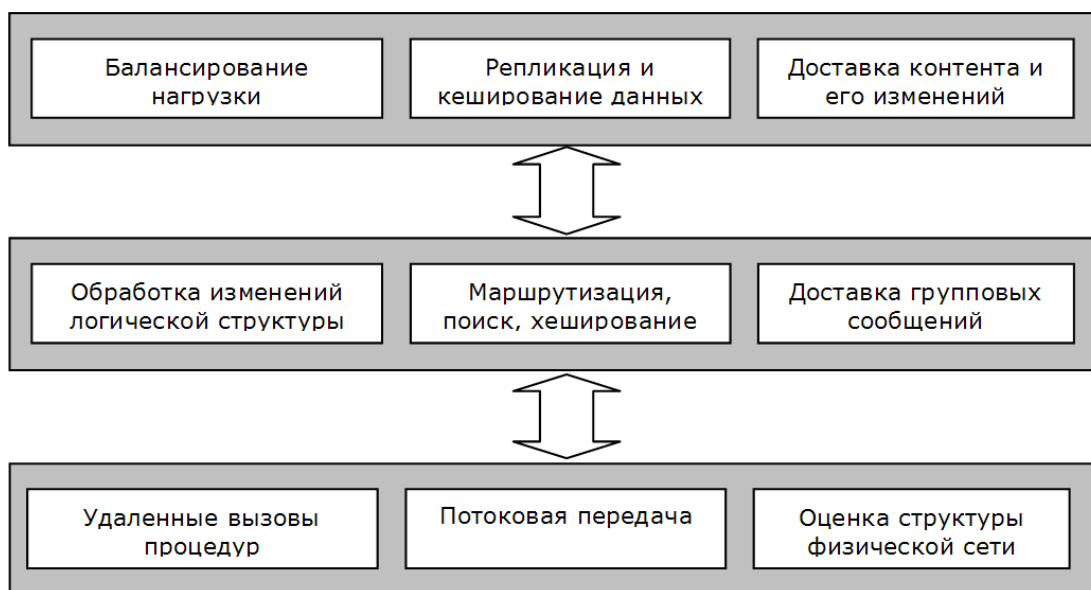 Балансирование
нагрузки
Репликация и
кеширование данных
Доставка контента и
его изменений
Обработка изменений
логической структуры
Маршрутизация,
поиск, хеширование
Доставка групповых
сообщений
Удаленные вызовы
процедур
Потоковая передача
Оценка структуры
физической сети